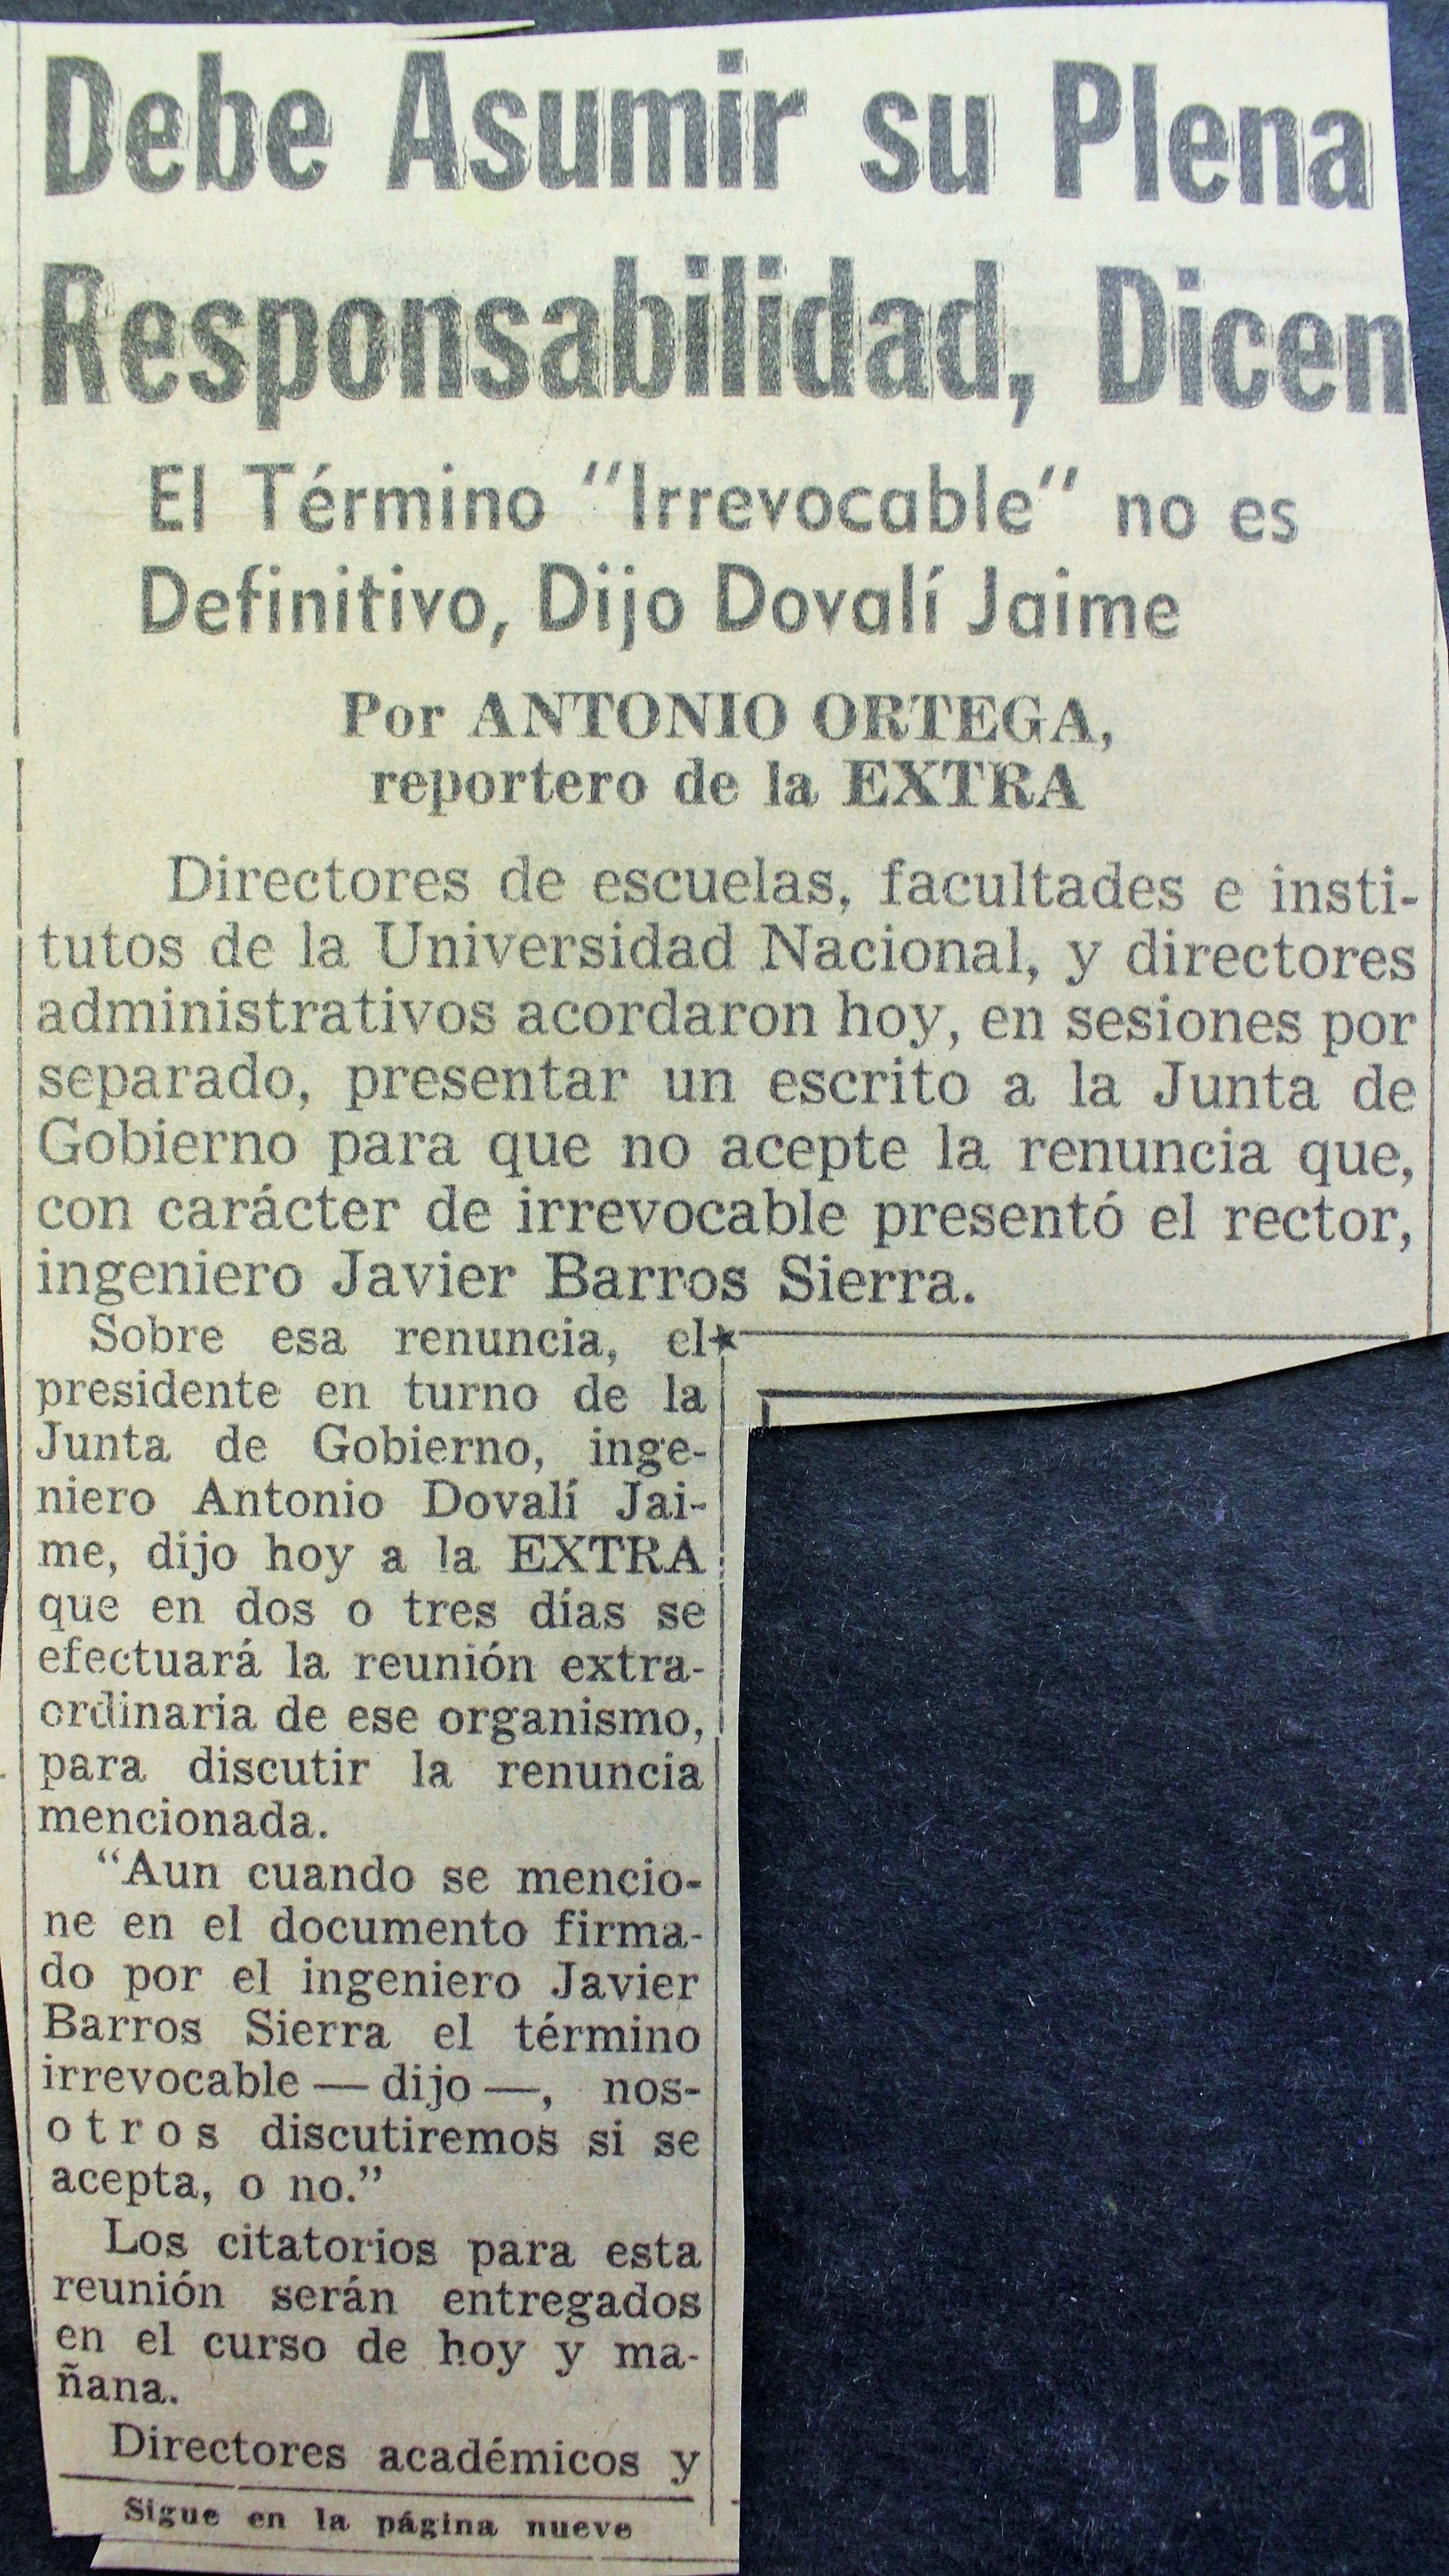 Debe Asumir su Plena
Responsabilidad, Dicen
El Término "Irrevocable" no es
Definitivo, Dijo Dovalí Jaime
Por ANTONIO ORTEGA,
reportero de la EXTRA
Directores de escuelas, facultades e insti-
tutos de la Universidad Nacional, y directores
administrativos acordaron hoy, en sesiones por
separado, presentar un escrito a la Junta de
Gobierno para que no acepte la renuncia que,
con carácter de irrevocable presentó el rector,
ingeniero Javier Barros Sierra.
Sobre esa renuncia, el
presidente en turno de la
Junta de Gobierno, inge-
niero Antonio Dovalí Jai-
me, dijo hoy a la EXTRA
que en dos o tres días se
efectuará la reunión extra-
ordinaria de ese organismo,
para discutir la renuncia
mencionada.
“Aun cuando se mencio-
ne en el documento firma-
do por el ingeniero Javier
Barros Sierra el término
irrevocable — dijo —, nos-
otros discutiremos si se
acepta, o no.”
Los citatorios para esta
reunión serán entregados
en el curso de hoy y ma-
ñana.
Directores académicos y
Sigue en la página nueve